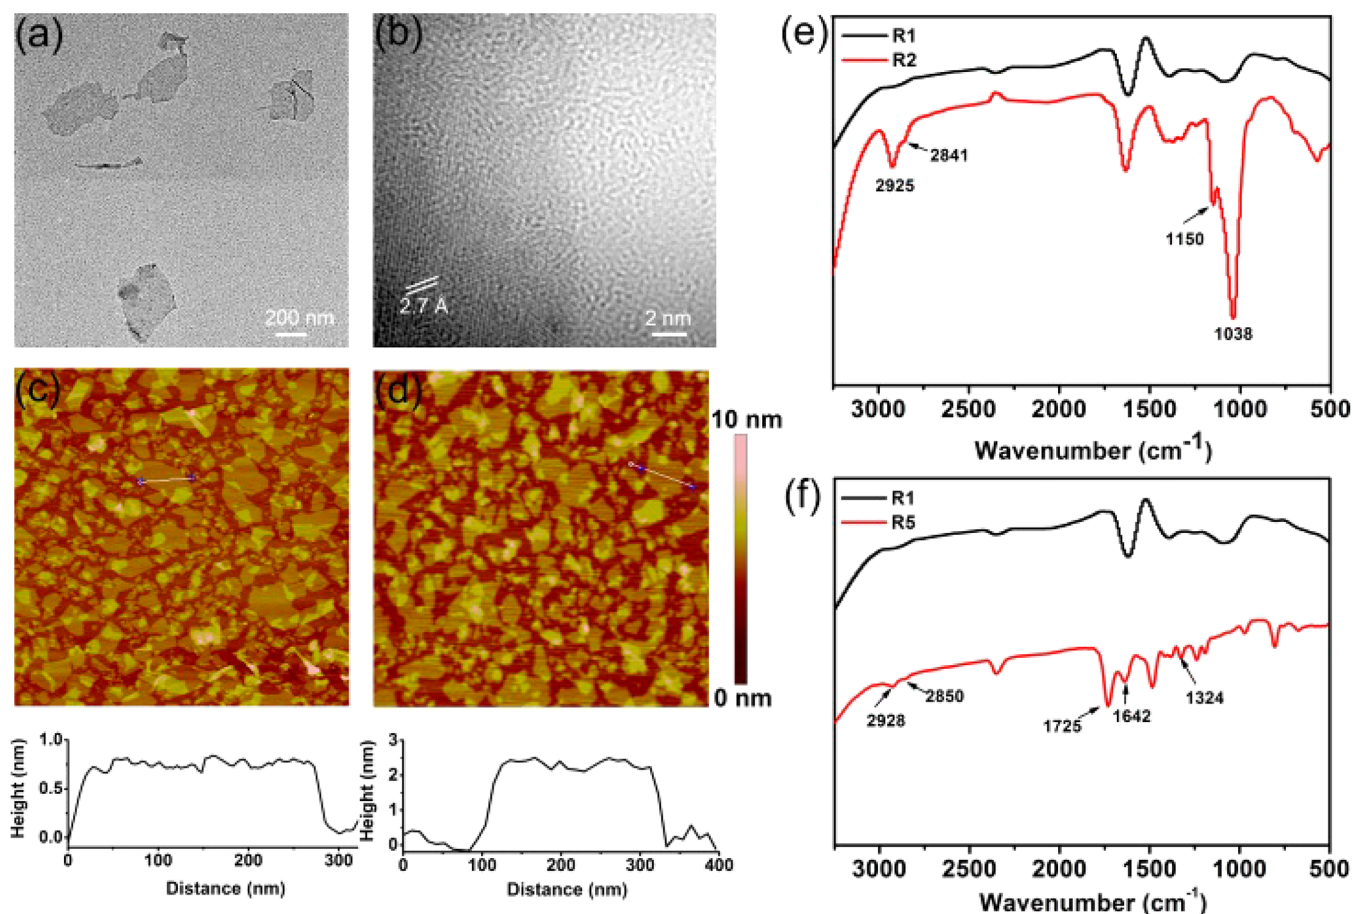 (a)
200 nm
(b)
2.7 Å
2 nm
(c)
(d)
10 nm
0 nm
Height (nm)
1.0
0.5
0.0
0 100 200 300
Distance (nm)
Height (nm)
3
2
1
0
0 100 200 300 400
Distance (nm)
(e)
R1
R2
2841
2925
1150
1038
3000 2500 2000 1500 1000 500
Wavenumber (cm-1)
(f)
R1
R5
2928
2850
1725
1642
1324
3000 2500 2000 1500 1000 500
Wavenumber (cm-1)